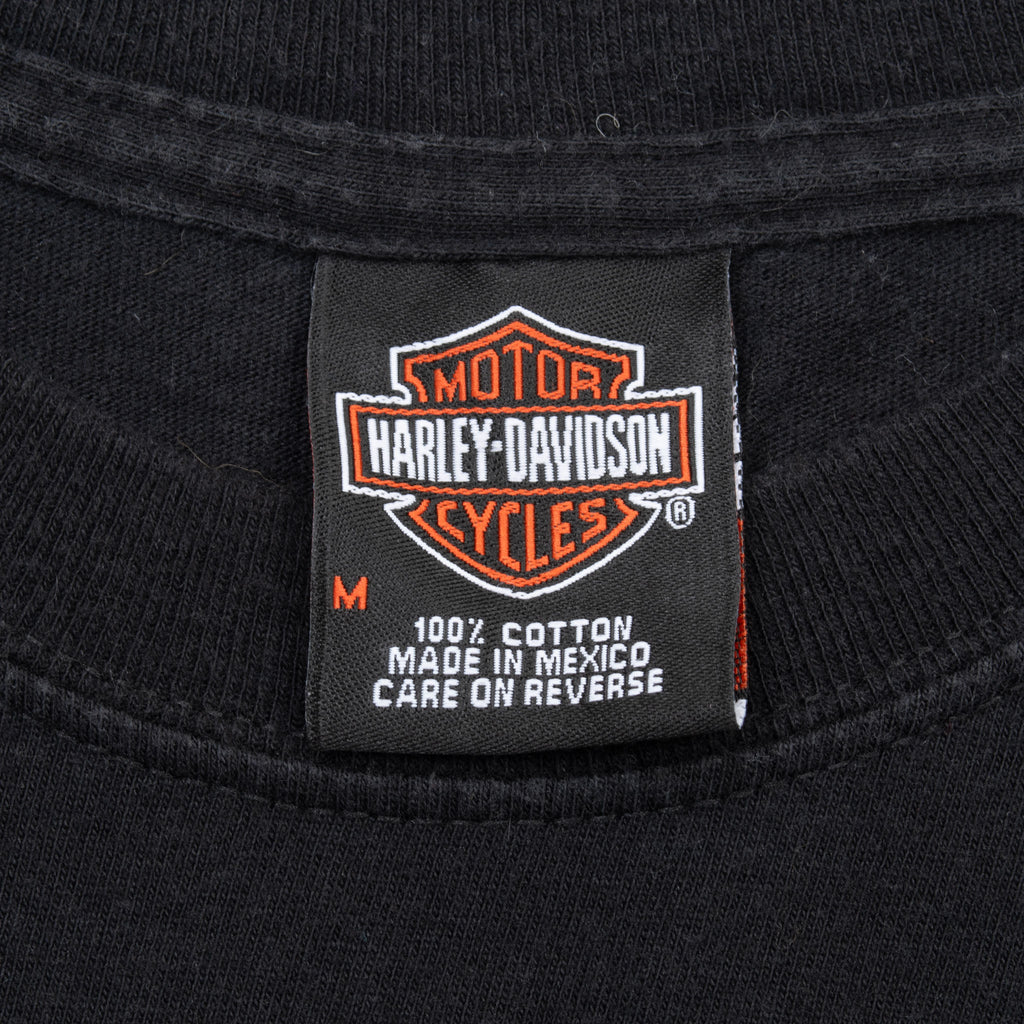 MOTOR
HARLEY-DAVIDSON
CYCLES
®
M
100% COTTON
MADE IN MEXICO
CARE ON REVERSE